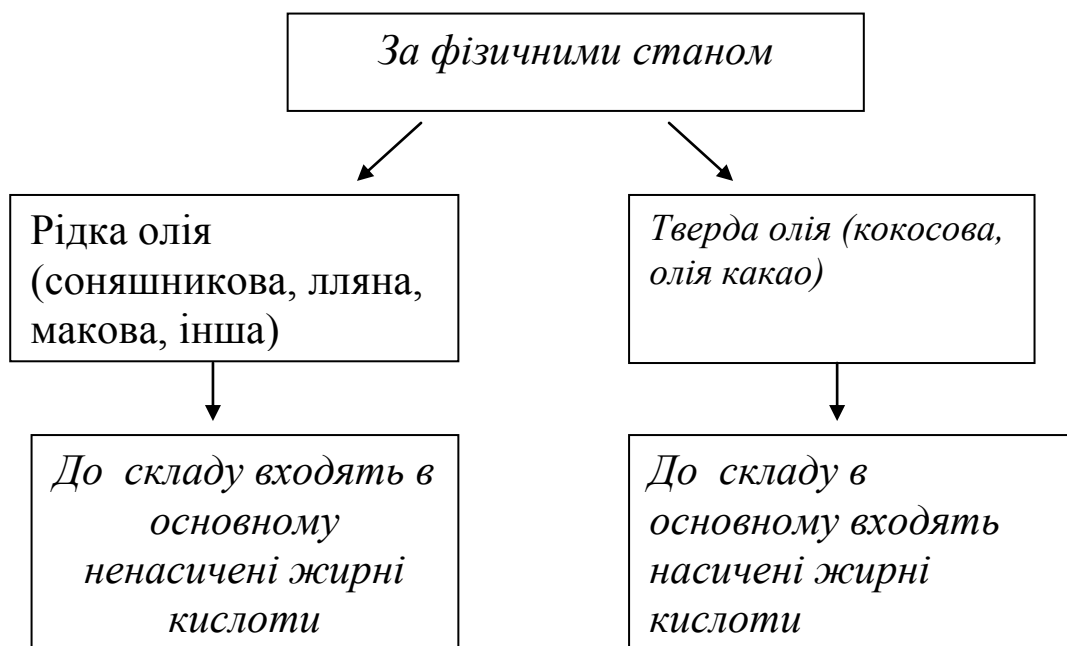 За фізичними станом
Рідка олія
(соняшникова, лляна,
макова, інша)
Тверда олія (кокосова,
олія какао)
До складу входять в
основному
ненасичені жирні
кислоти
До складу в
основному входять
насичені жирні
кислоти